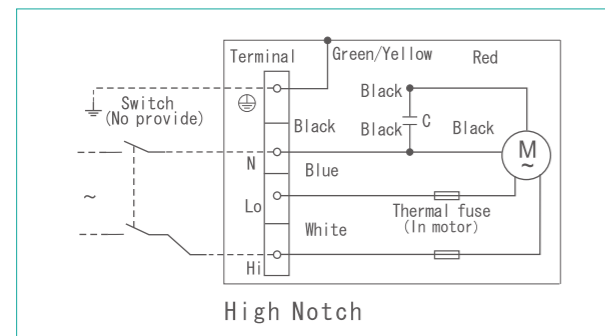 Terminal
Green/Yellow
Red
Black
Switch
(No provide)
Black
Black
C
Black
M
~
N
Blue
~
Lo
Thermal fuse
(In motor)
White
Hi
High Notch